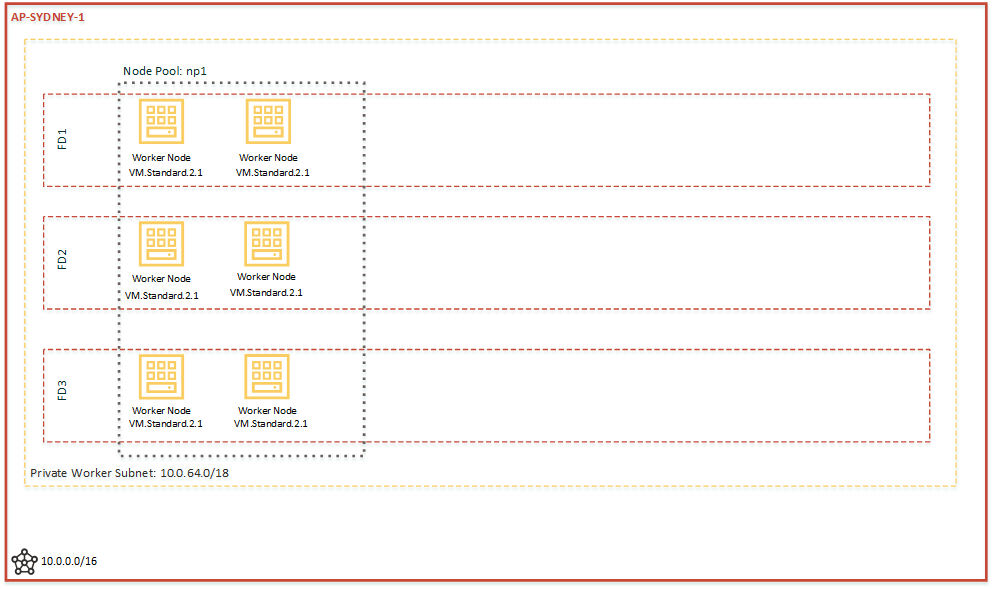 AP-SYDNEY-1
Node Pool: np1
FD1
Worker Node
VM.Standard.2.1
Worker Node
VM.Standard.2.1
FD2
Worker Node
VM.Standard.2.1
Worker Node
VM.Standard.2.1
FD3
Worker Node
VM.Standard.2.1
Worker Node
VM.Standard.2.1
Private Worker Subnet: 10.0.64.0/18
10.0.0.0/16